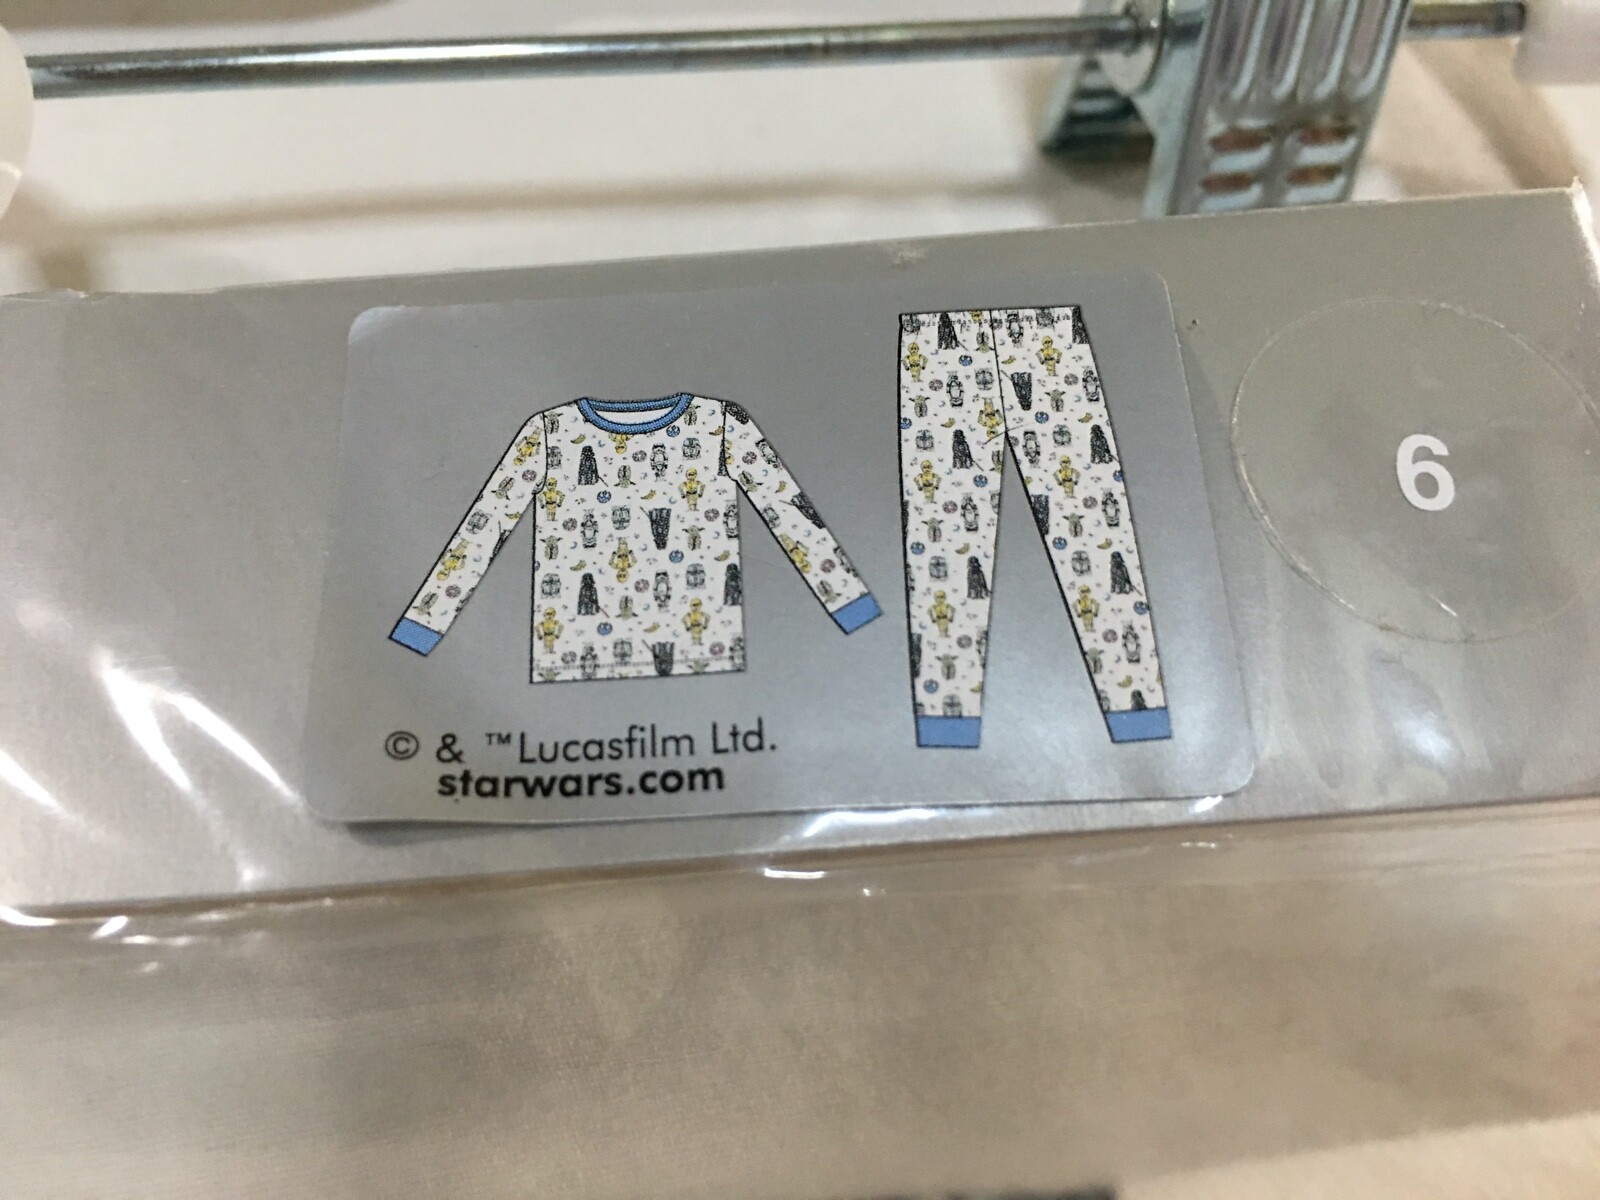 6
© & ™Lucasfilm Ltd.
starwars.com